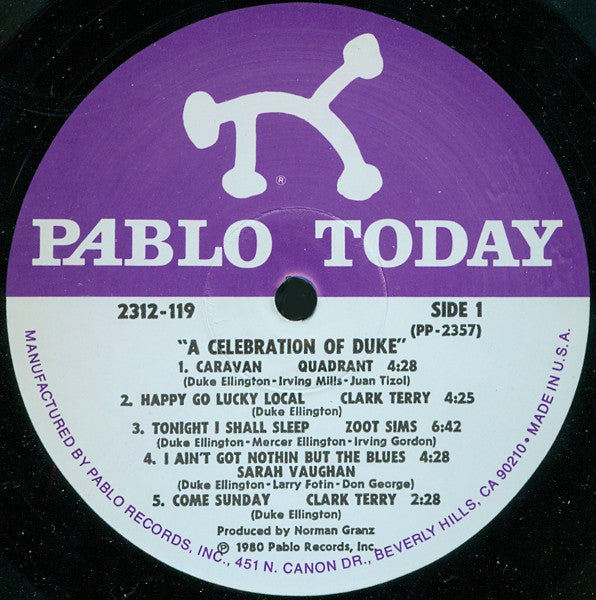 ®
PABLO TODAY
2312-119 SIDE 1
(PP-2357)
"A CELEBRATION OF DUKE"
1. CARAVAN QUADRANT 4:28
(Duke Ellington-Irving Mills-Juan Tizol)
2. HAPPY GO LUCKY LOCAL CLARK TERRY 4:25
(Duke Ellington)
3. TONIGHT I SHALL SLEEP ZOOT SIMS 6:42
(Duke Ellington-Mercer Ellington-Irving Gordon)
4. I AIN'T GOT NOTHIN BUT THE BLUES 4:28
SARAH VAUGHAN
(Duke Ellington-Larry Fotin-Don George)
5. COME SUNDAY CLARK TERRY 2:28
(Duke Ellington)
Produced by Norman Granz
℗ 1980 Pablo Records, Inc.
MANUFACTURED BY PABLO RECORDS, INC., 451 N. CANON DR., BEVERLY HILLS, CA 90210 • MADE IN U.S.A.